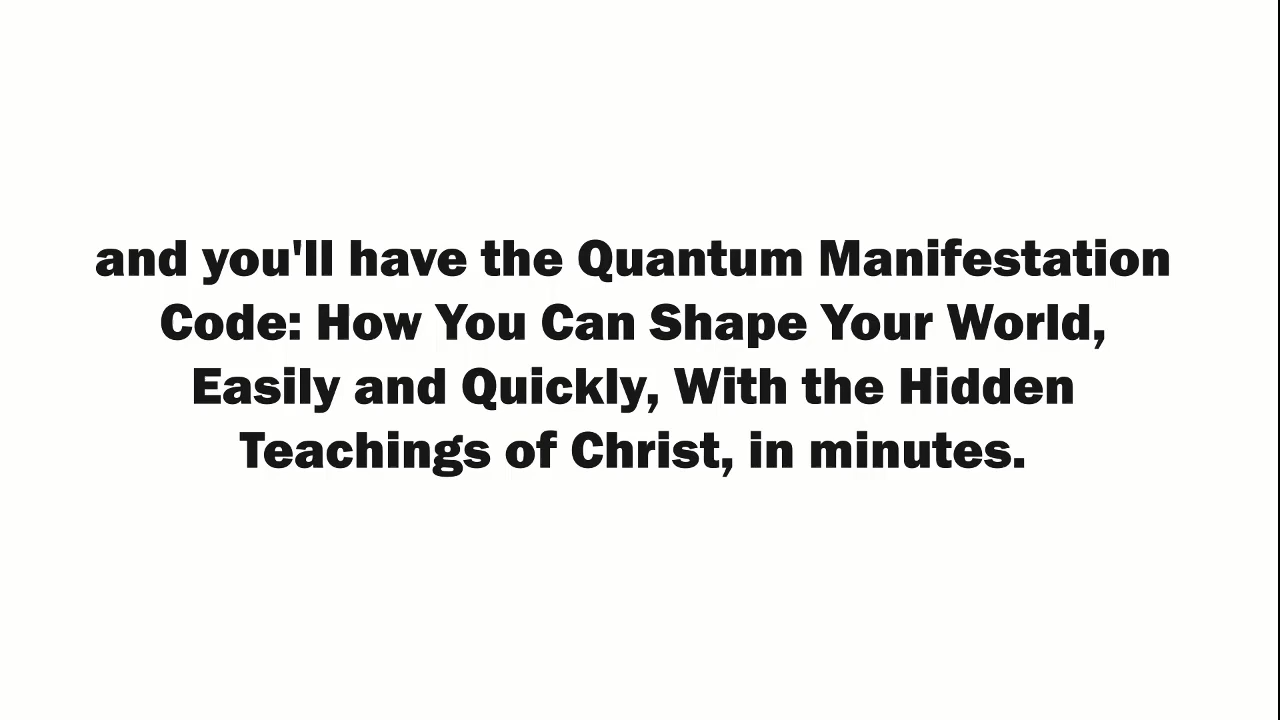 and you'll have the Quantum Manifestation
Code: How You Can Shape Your World,
Easily and Quickly, With the Hidden
Teachings of Christ, in minutes.